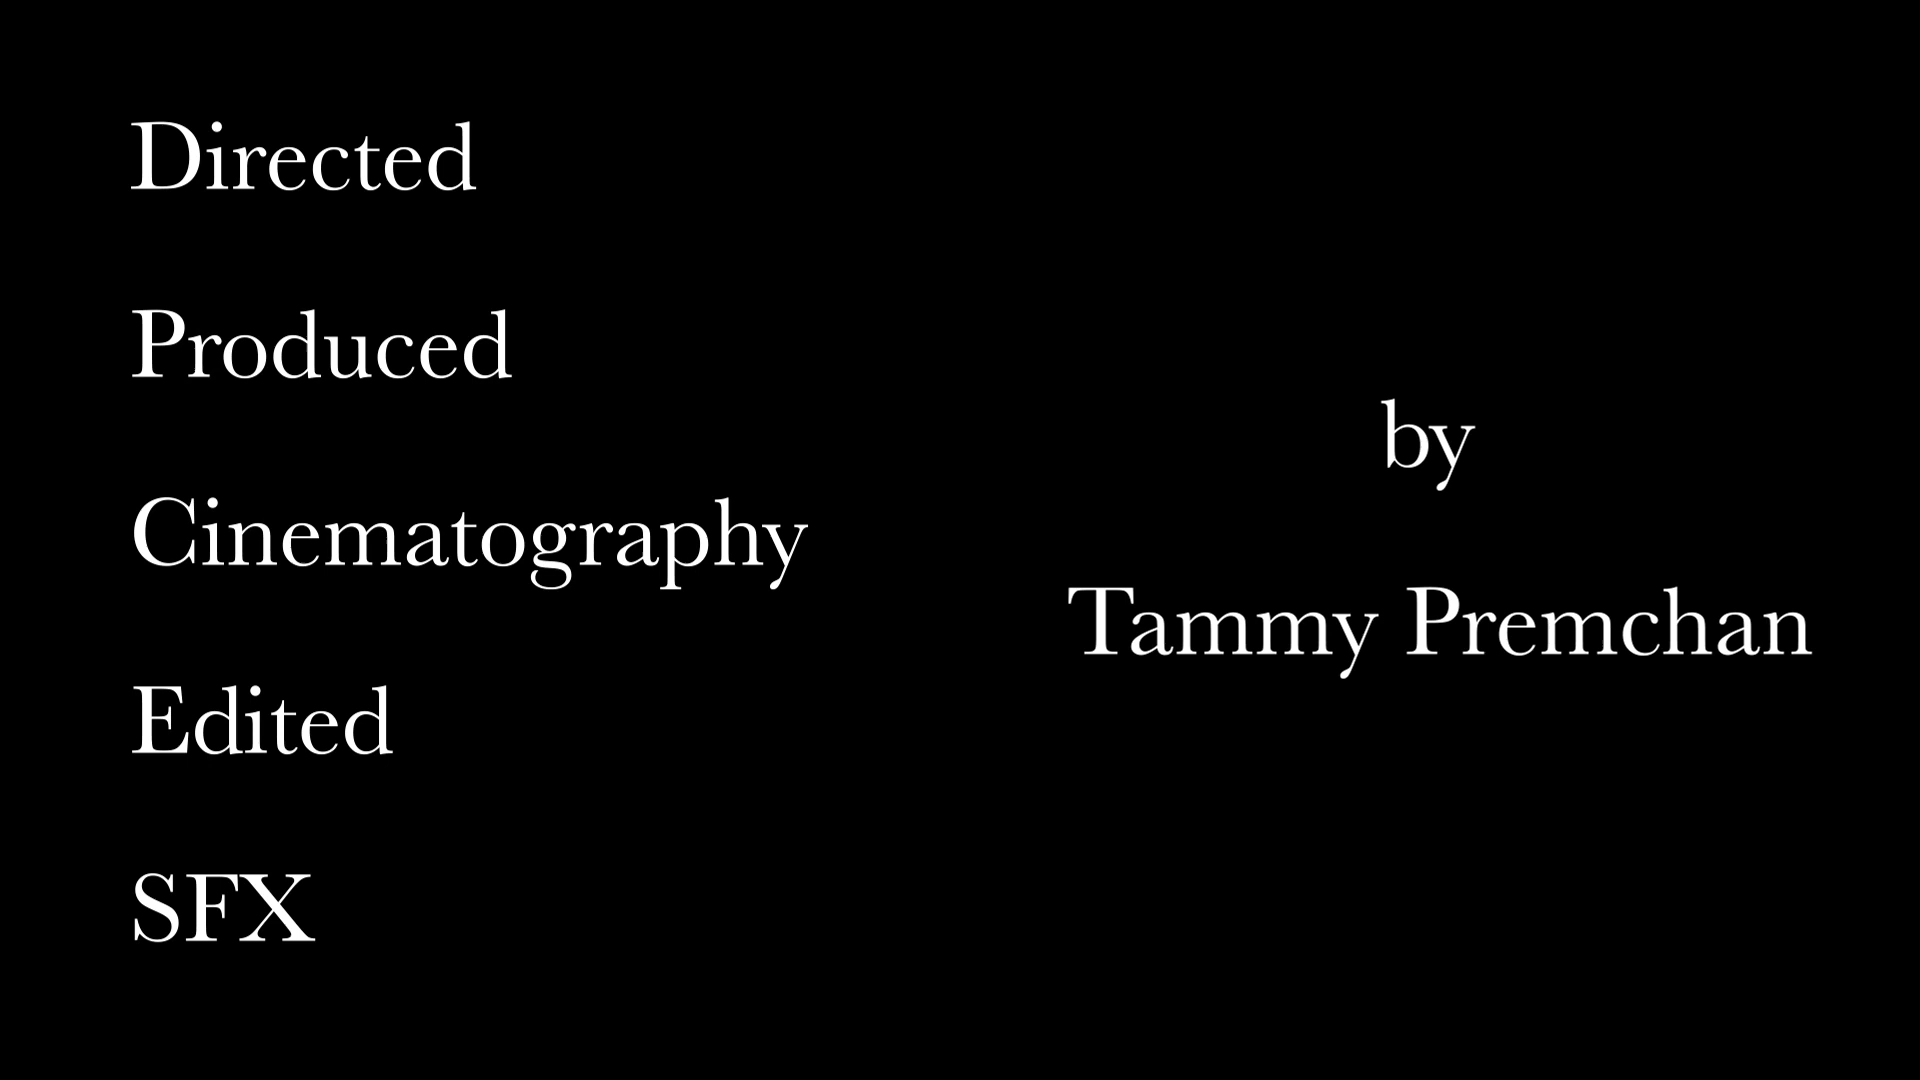 Directed
Produced
Cinematography
Edited
SFX
by
Tammy Premchan